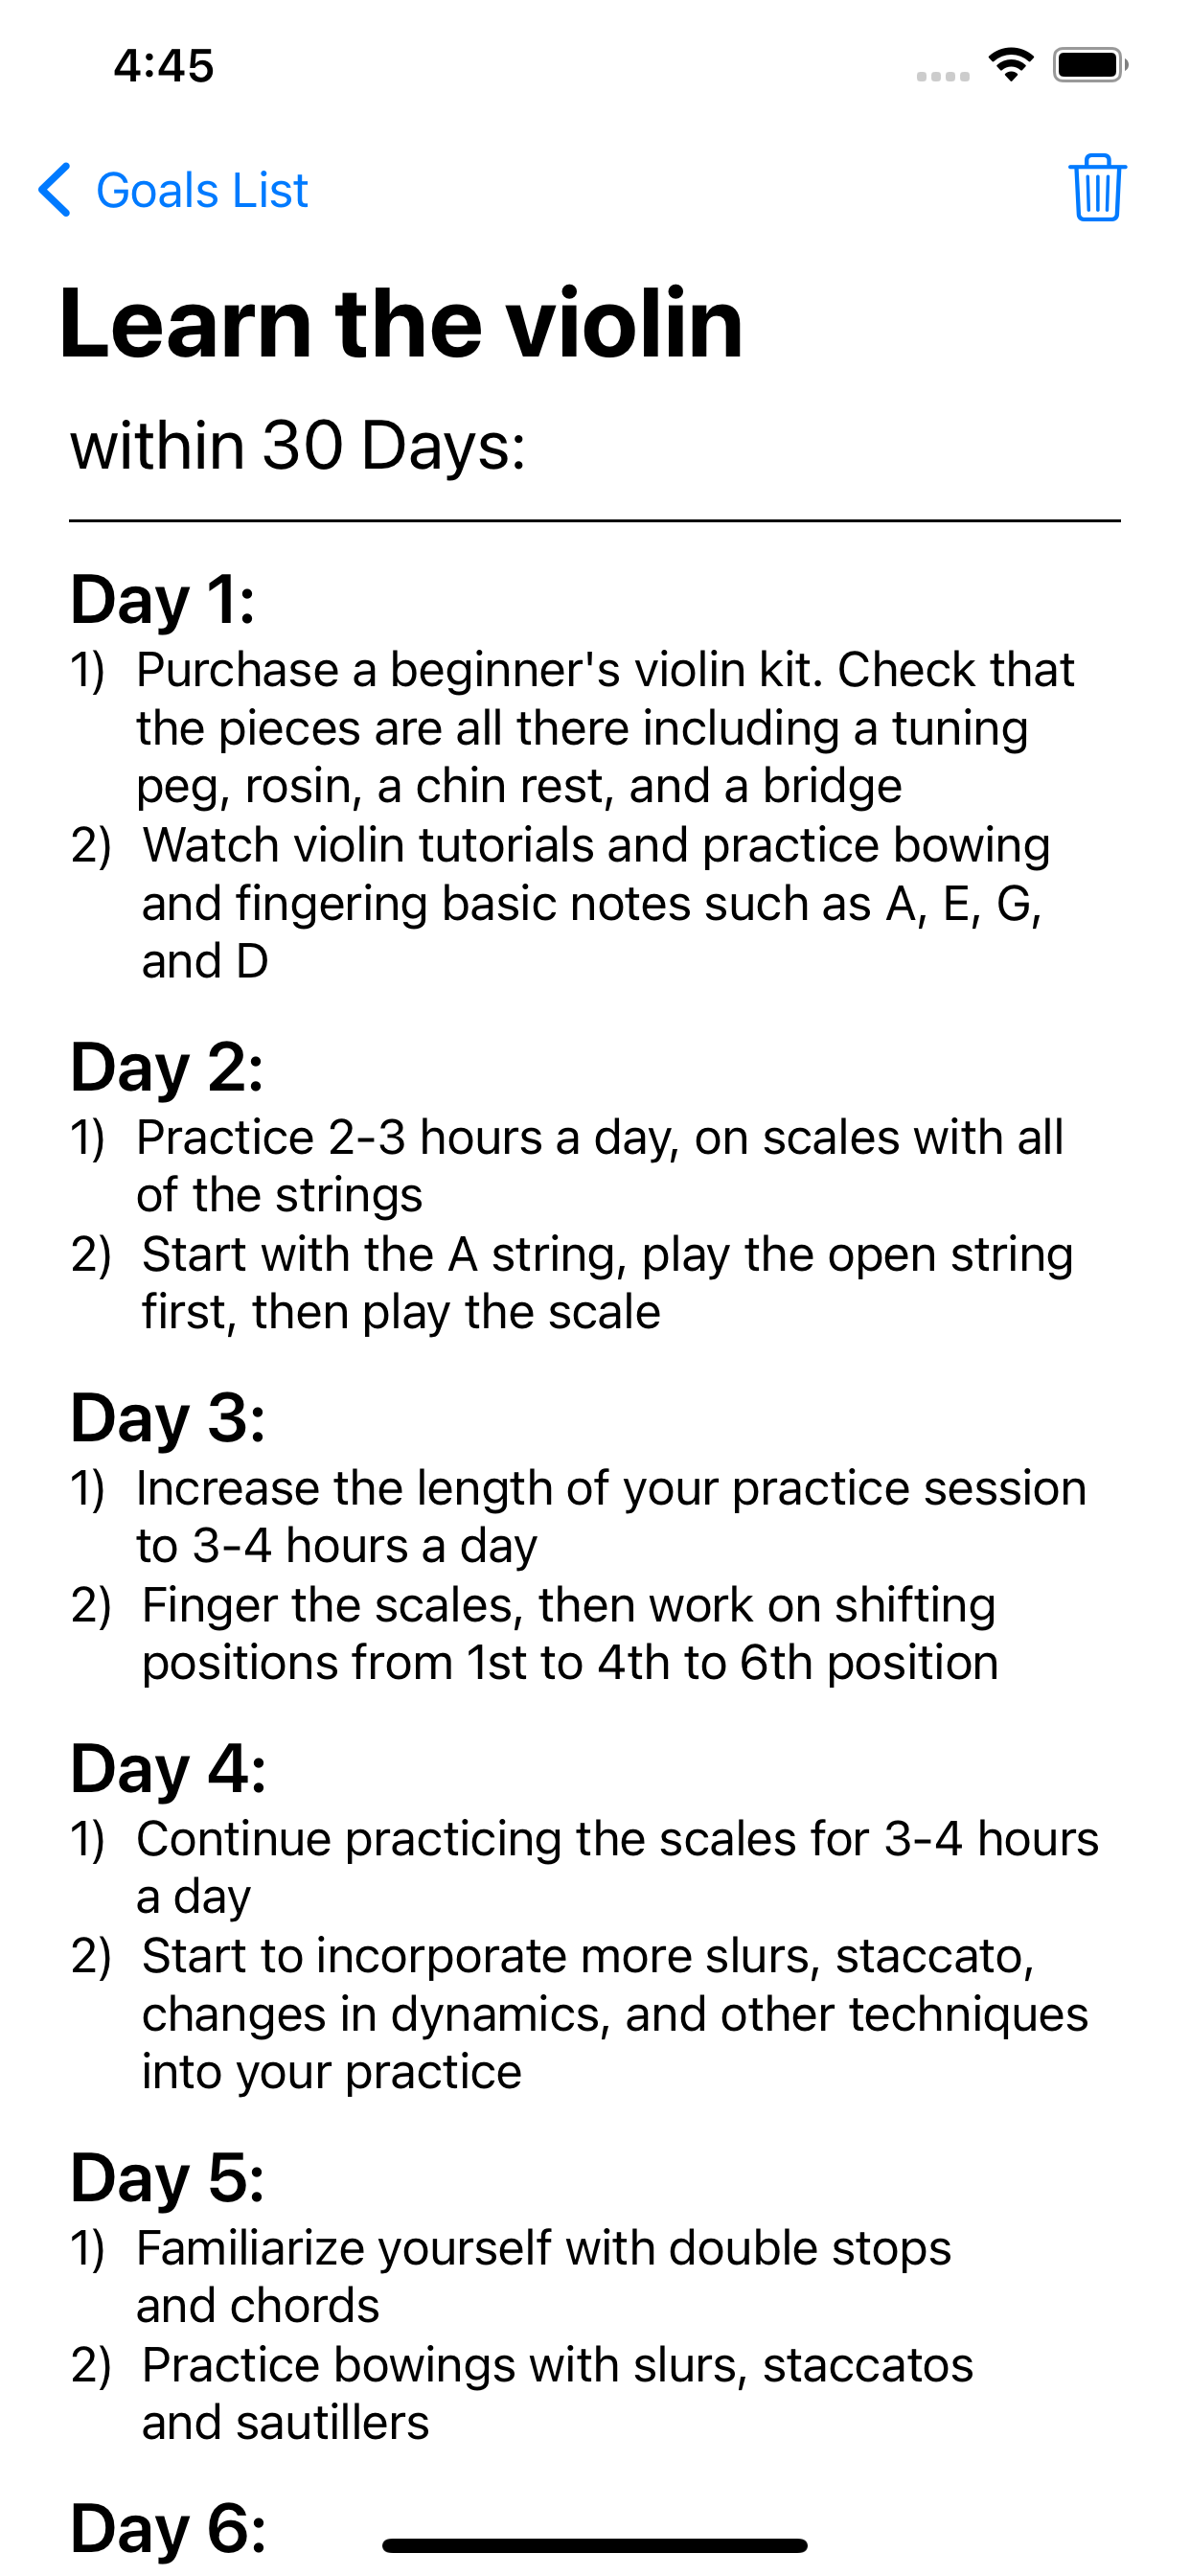 4:45
Goals List
Learn the violin
within 30 Days:
Day 1:
1) Purchase a beginner's violin kit. Check that
the pieces are all there including a tuning
peg, rosin, a chin rest, and a bridge
2) Watch violin tutorials and practice bowing
and fingering basic notes such as A, E, G,
and D
Day 2:
1) Practice 2-3 hours a day, on scales with all
of the strings
2) Start with the A string, play the open string
first, then play the scale
Day 3:
1) Increase the length of your practice session
to 3-4 hours a day
2) Finger the scales, then work on shifting
positions from 1st to 4th to 6th position
Day 4:
1) Continue practicing the scales for 3-4 hours
a day
2) Start to incorporate more slurs, staccato,
changes in dynamics, and other techniques
into your practice
Day 5:
1) Familiarize yourself with double stops
and chords
2) Practice bowings with slurs, staccatos
and sautillers
Day 6: